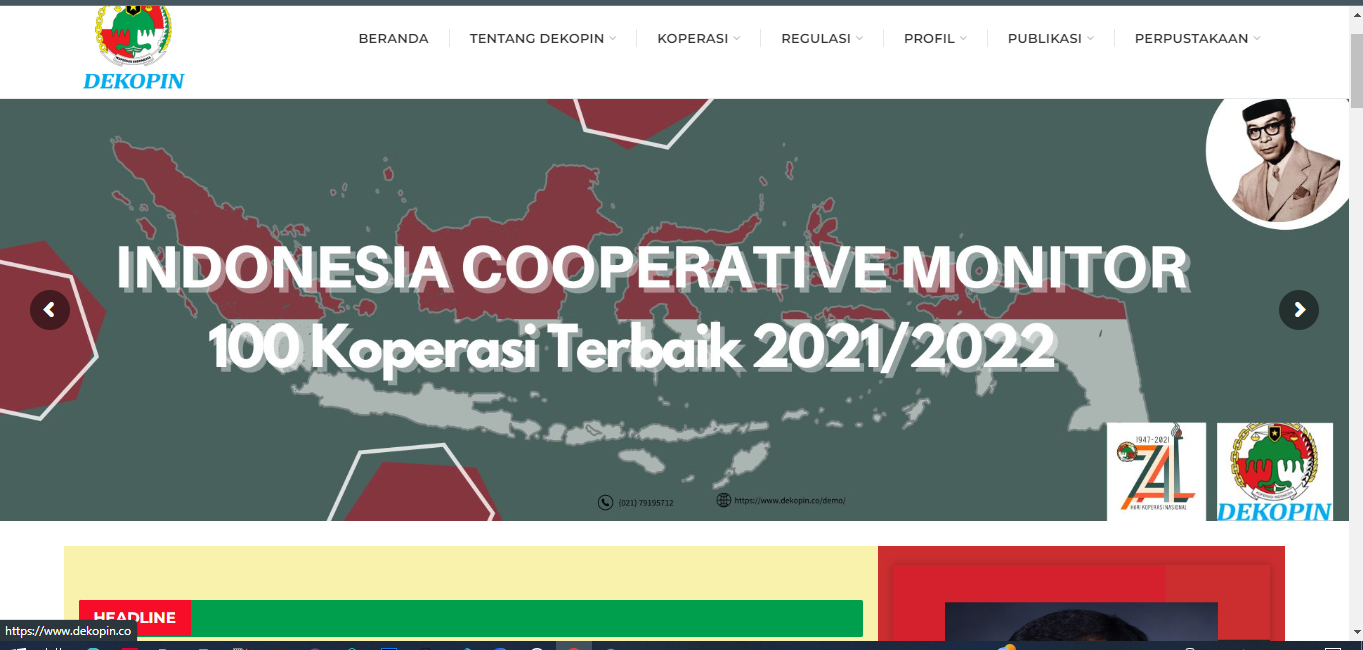 DEKOPIN
BERANDA TENTANG DEKOPIN KOPERASI REGULASI PROFIL PUBLIKASI PERPUSTAKAAN
INDONESIA COOPERATIVE MONITOR
100 Koperasi Terbaik 2021/2022
1947-2021
74
HARI KOPERASI NASIONAL
DEKOPIN
(021) 79195712 https://www.dekopin.co/demo/
HEADLINE
https://www.dekopin.co